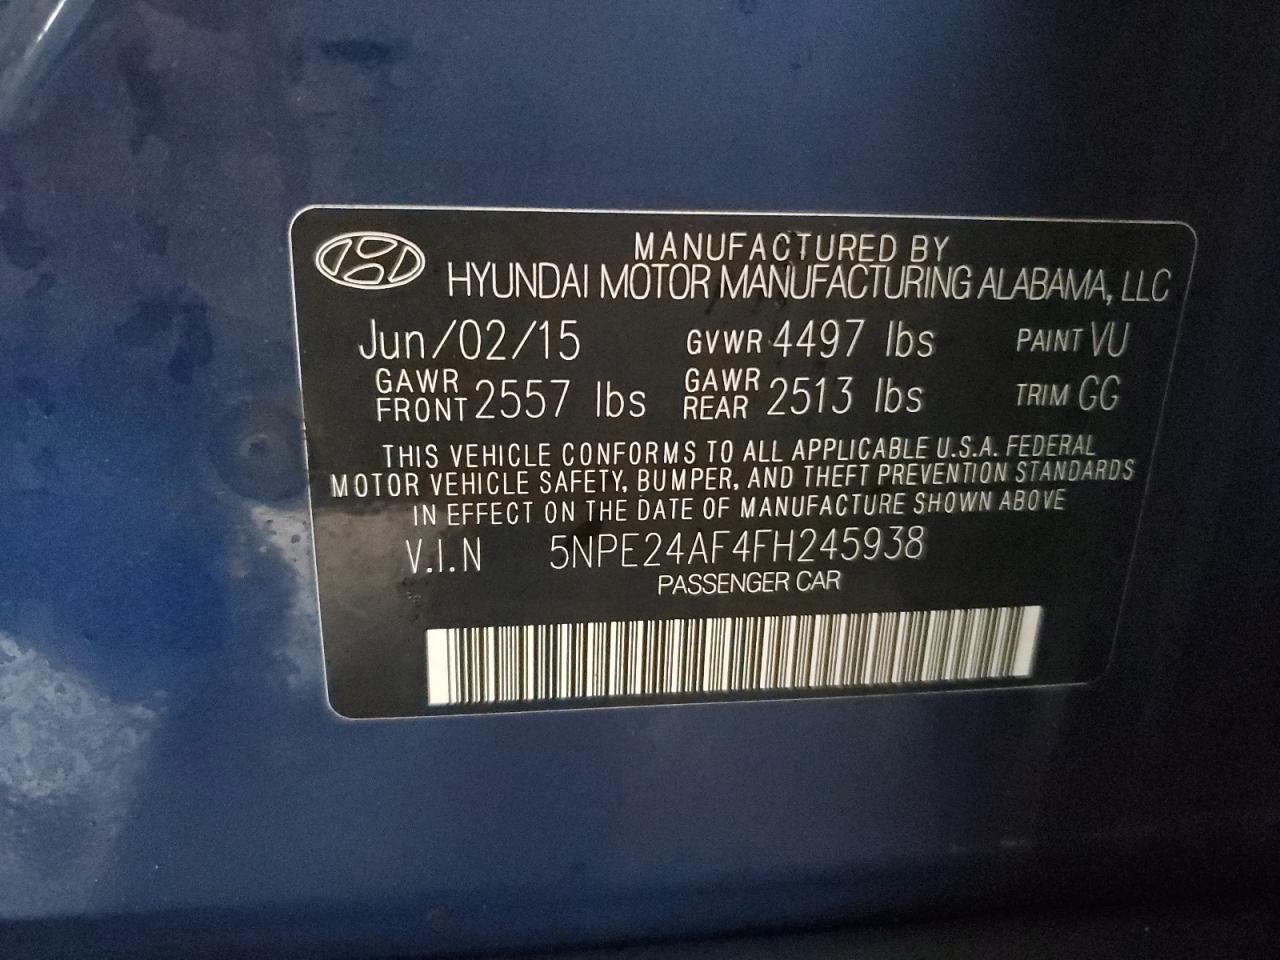 MANUFACTURED BY
HYUNDAI MOTOR MANUFACTURING ALABAMA, LLC
Jun/02/15 GVWR 4497 lbs PAINT VU
GAWR FRONT 2557 lbs GAWR REAR 2513 lbs TRIM GG
THIS VEHICLE CONFORMS TO ALL APPLICABLE U.S.A. FEDERAL
MOTOR VEHICLE SAFETY, BUMPER, AND THEFT PREVENTION STANDARDS
IN EFFECT ON THE DATE OF MANUFACTURE SHOWN ABOVE
V.I.N 5NPE24AF4FH245938
PASSENGER CAR